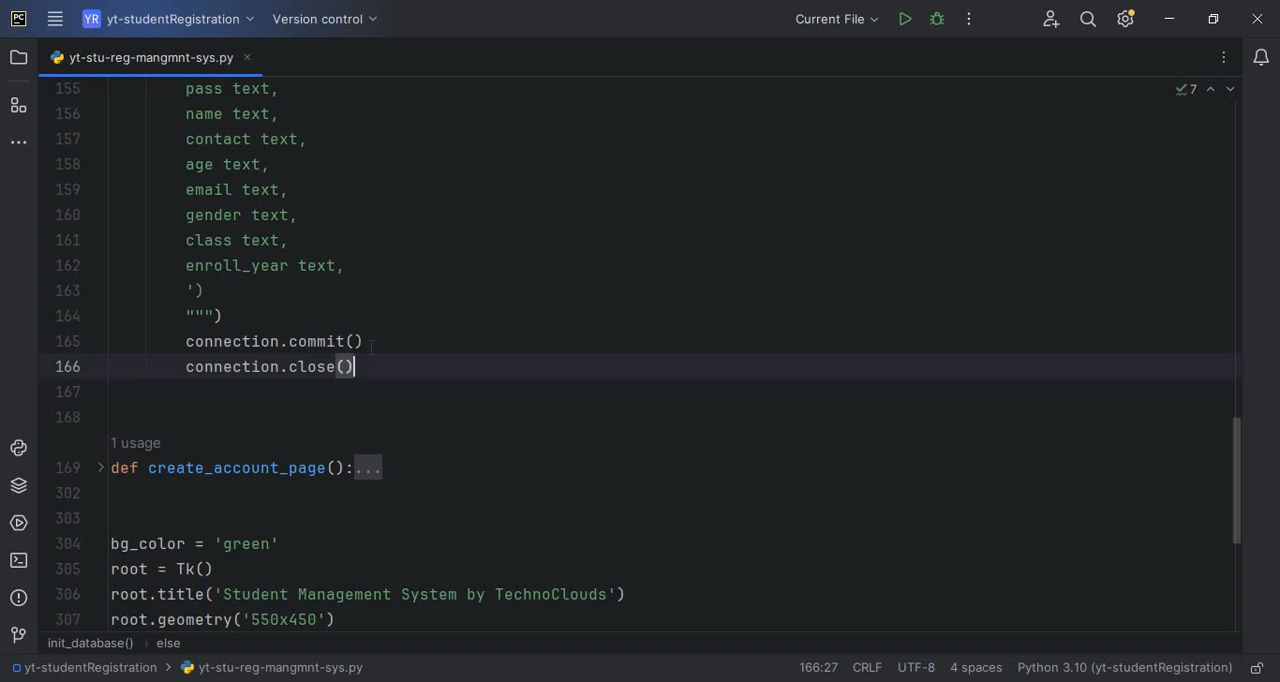 PC YR yt-studentRegistration Version control Current File
yt-stu-reg-mangmnt-sys.py
155 pass text,
7
156 name text,
157 contact text,
158 age text,
159 email text,
160 gender text,
161 class text,
162 enroll_year text,
163 ')
164 """)
165 connection.commit()
166 connection.close()
167
168
1 usage
169 def create_account_page():...
302
303
304 bg_color = 'green'
305 root = Tk()
306 root.title('Student Management System by TechnoClouds')
307 root.geometry('550x450')
init_database() › else
yt-studentRegistration > yt-stu-reg-mangmnt-sys.py 166:27 CRLF UTF-8 4 spaces Python 3.10 (yt-studentRegistration)